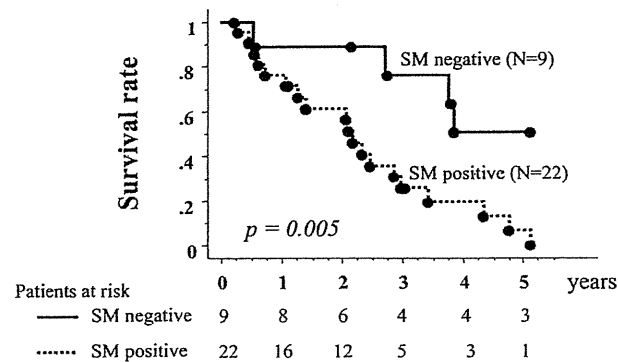 Survival rate
1
.8
.6
.4
.2
0
SM negative (N=9)
SM positive (N=22)
p = 0.005
0 1 2 3 4 5 years
Patients at risk
SM negative 9 8 6 4 4 3
SM positive 22 16 12 5 3 1